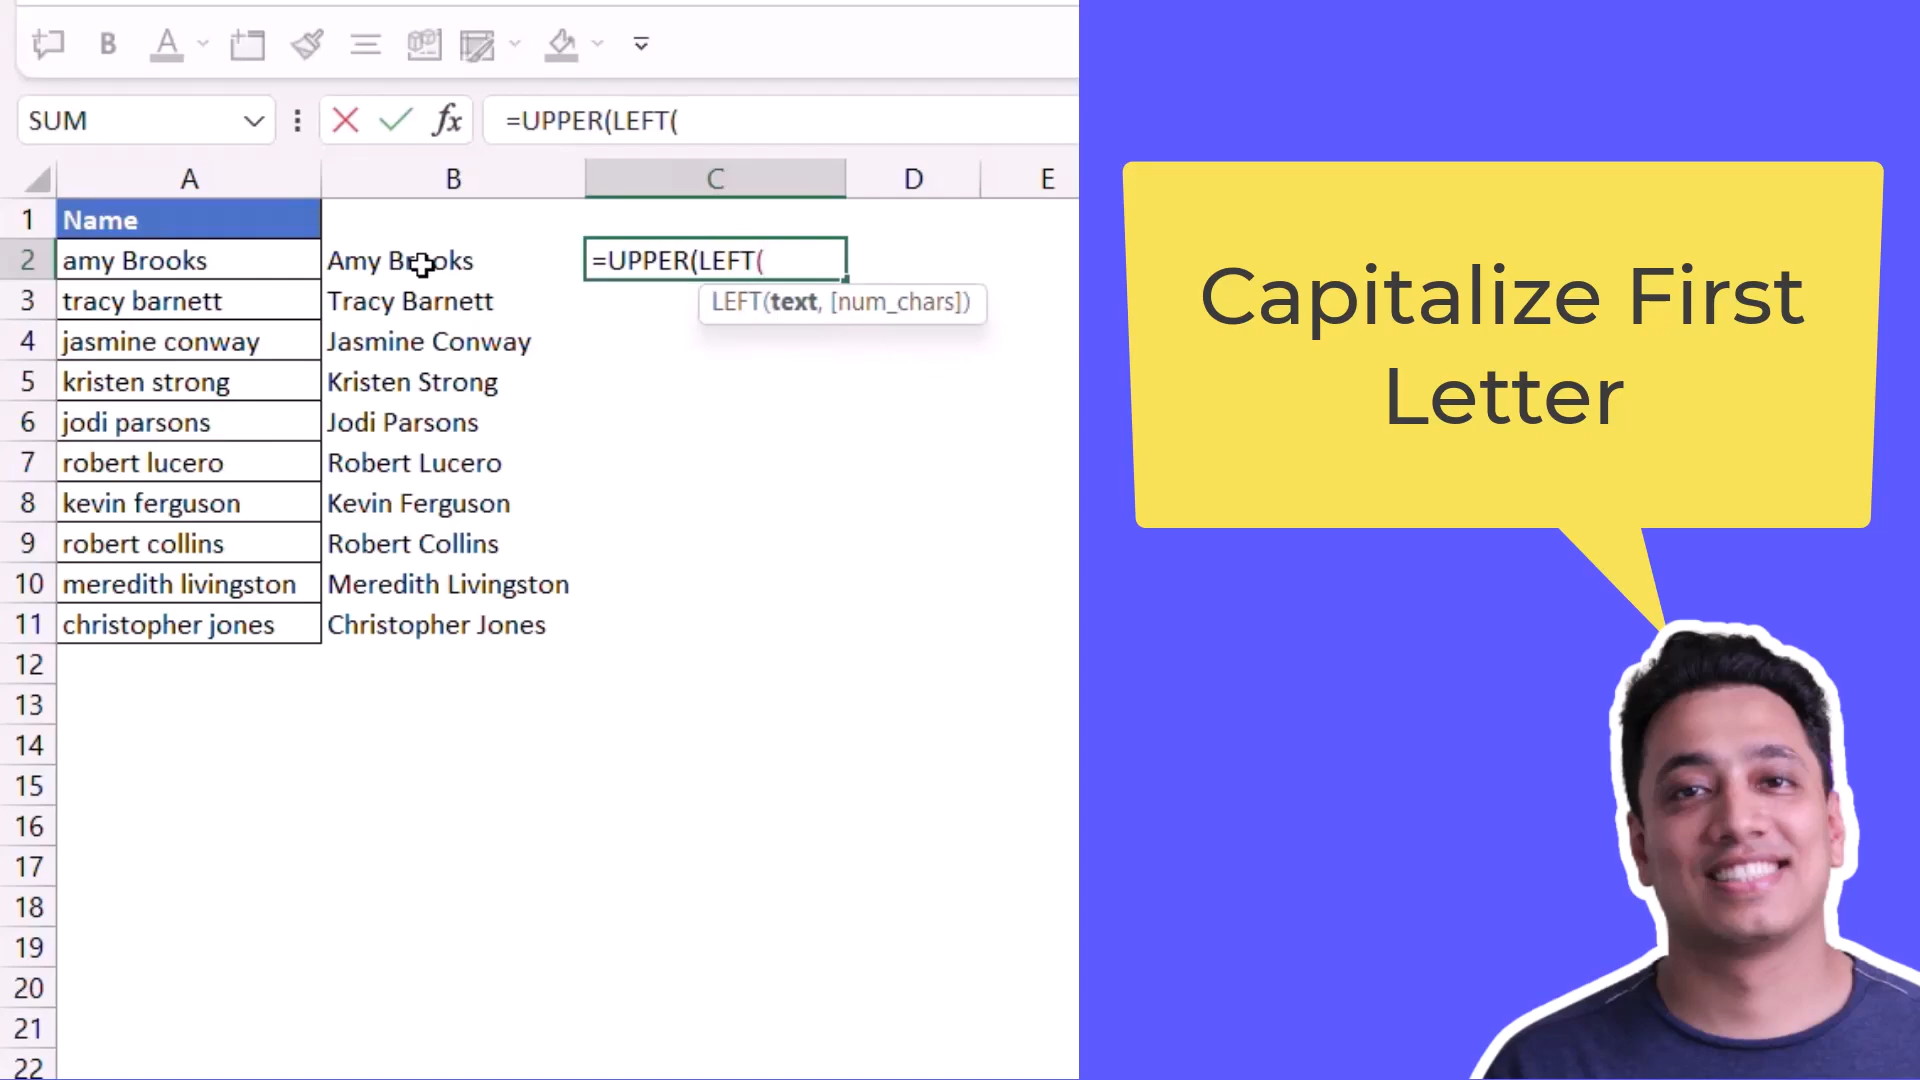 B A
SUM fx =UPPER(LEFT(
A B C D E
1 Name
2 amy Brooks Amy Brooks =UPPER(LEFT(
3 tracy barnett Tracy Barnett LEFT(text, [num_chars])
4 jasmine conway Jasmine Conway
5 kristen strong Kristen Strong
6 jodi parsons Jodi Parsons
7 robert lucero Robert Lucero
8 kevin ferguson Kevin Ferguson
9 robert collins Robert Collins
10 meredith livingston Meredith Livingston
11 christopher jones Christopher Jones
12
13
14
15
16
17
18
19
20
21
22
Capitalize First
Letter